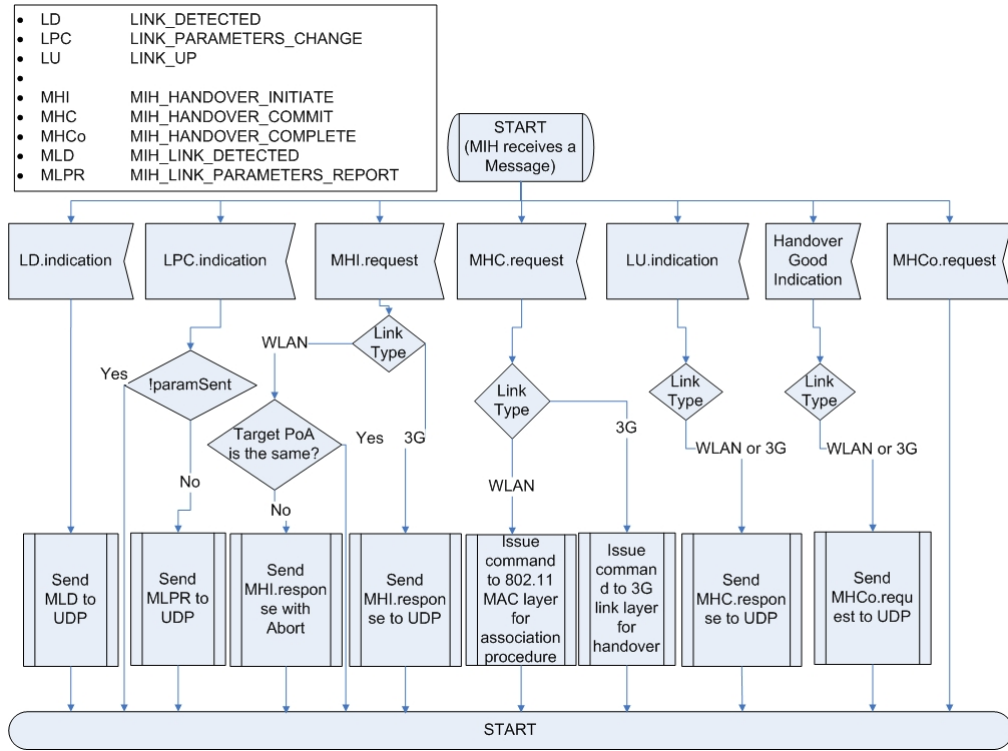 LD LINK_DETECTED
LPC LINK_PARAMETERS_CHANGE
LU LINK_UP
MHI MIH_HANDOVER_INITIATE
MHC MIH_HANDOVER_COMMIT
MHCo MIH_HANDOVER_COMPLETE
MLD MIH_LINK_DETECTED
MLPR MIH_LINK_PARAMETERS_REPORT
START
(MIH receives a
Message)
LD.indication
LPC.indication
MHI.request
MHC.request
LU.indication
Handover
Good
Indication
MHCo.request
Link
Type
WLAN
Yes
!paramSent
Link
Type
Link
Type
Link
Type
Target PoA
is the same?
Yes
3G
3G
WLAN or 3G
WLAN or 3G
No
WLAN
No
Send
MLD to
UDP
Send
MLPR to
UDP
Send
MHI.respon
se with
Abort
Send
MHI.respon
se to UDP
Issue
command
to 802.11
MAC layer
for
association
procedure
Issue
comman
d to 3G
link layer
for
handover
Send
MHC.respon
se to UDP
Send
MHCo.requ
est to UDP
START